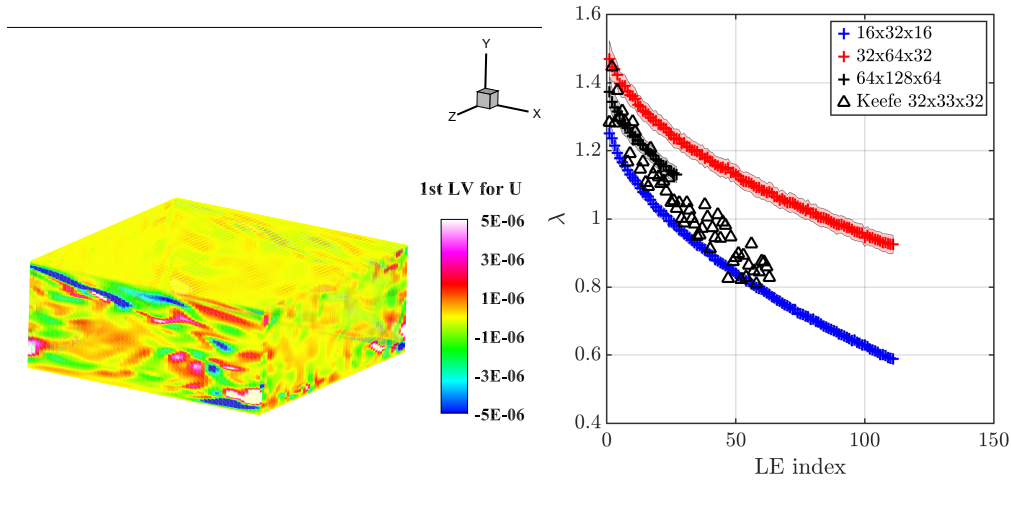 Y
Z
X
1st LV for U
5E-06
3E-06
1E-06
-1E-06
-3E-06
-5E-06
1.6
1.4
1.2
1
0.8
0.6
0.4
λ
0
50
100
150
LE index
16x32x16
32x64x32
64x128x64
Keefe 32x33x32